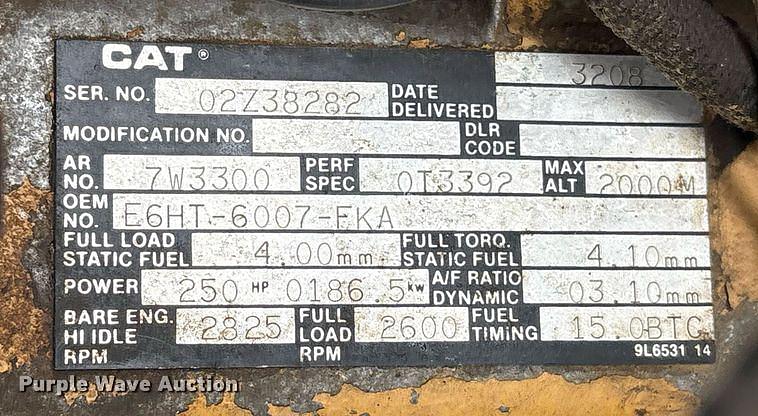 CAT® 3208
SER. NO. 02Z38282 DATE DELIVERED
MODIFICATION NO. DLR CODE
AR NO. 7W3300 PERF SPEC 0T3392 MAX ALT 2000M
OEM NO. E6HT-6007-FKA
FULL LOAD STATIC FUEL 4.00mm FULL TORQ. STATIC FUEL 4.10mm
POWER 250 HP 0186.5 kw A/F RATIO DYNAMIC 03.10mm
BARE ENG. HI IDLE RPM 2825 FULL LOAD RPM 2600 FUEL TIMING 15.0BTC
9L6531 14
Purple Wave Auction